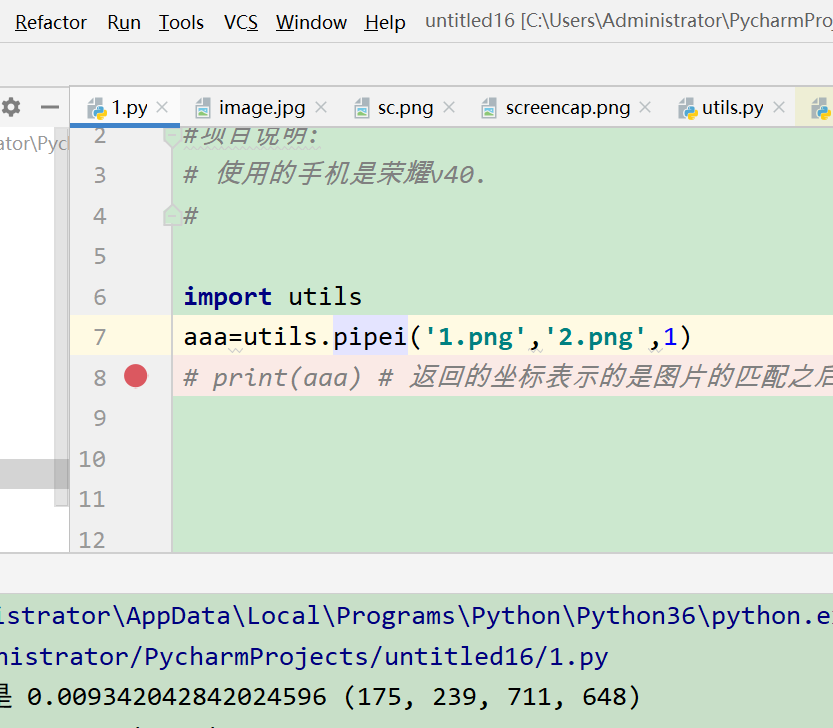 Refactor Run Tools VCS Window Help untitled16 [C:\Users\Administrator\PycharmProj
1.py image.jpg sc.png screencap.png utils.py
ator\Pycl
2 #项目说明:
3 # 使用的手机是荣耀v40.
4 #
5
6 import utils
7 aaa=utils.pipei('1.png','2.png',1)
8 # print(aaa) # 返回的坐标表示的是图片的匹配之后
9
10
11
12
istrator\AppData\Local\Programs\Python\Python36\python.ex
nistrator/PycharmProjects/untitled16/1.py
是 0.009342042842024596 (175, 239, 711, 648)